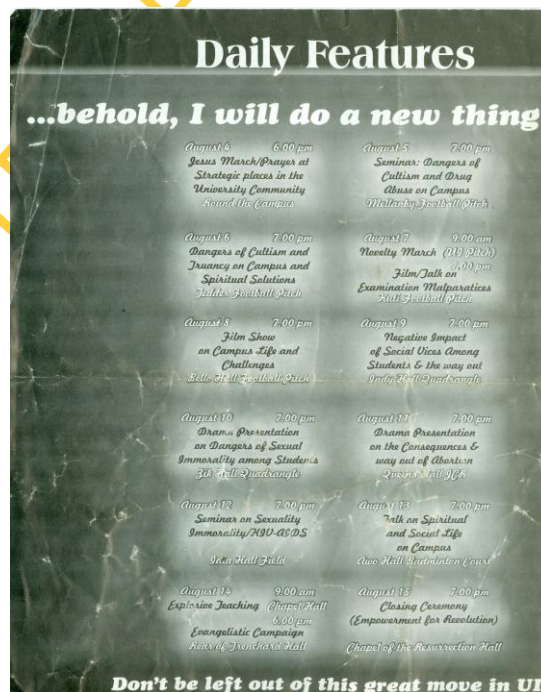 Daily Features
...behold, I will do a new thing
August 4 6.00 pm
Jesus March/Prayer at
Strategic places in the
University Community
Round the Campus
August 5 7.00 pm
Seminar: Dangers of
Cultism and Drug
Abuse on Campus
Mellanby Football Pitch
August 6 7.00 pm
Dangers of Cultism and
Truancy on Campus and
Spiritual Solutions
Tedder Football Pitch
August 7 9.00 am
Novelty March (UI Pitch)
7.00 pm
Film/Talk on
Examination Malparatices
Kuti Football Pitch
August 8 7.00 pm
Film Show
on Campus Life and
Challenges
Bello Hall Football Pitch
August 9 7.00 pm
Negative Impact
of Social Vices Among
Students & the way out
Indy Hall Quadrangle
August 10 7.00 pm
Drama Presentation
on Dangers of Sexual
Immorality among Students
Zik Hall Quadrangle
August 11 7.00 pm
Drama Presentation
on the Consequences &
way out of Abortion
Queens Hall JCR
August 12 7.00 pm
Seminar on Sexuality
Immorality/HIV-ASDS
Idia Hall Field
August 13 7.00 pm
Talk on Spiritual
and Social Life
on Campus
Awo Hall Badminton Court
August 14 9.00 am
Explosive Teaching Chapel Hall
6.00 pm
Evangelistic Campaign
Rear of Trenchard Hall
August 15 7.00 pm
Closing Ceremony
(Empowerment for Revolution)
Chapel of the Resurrection Hall
Don't be left out of this great move in UI